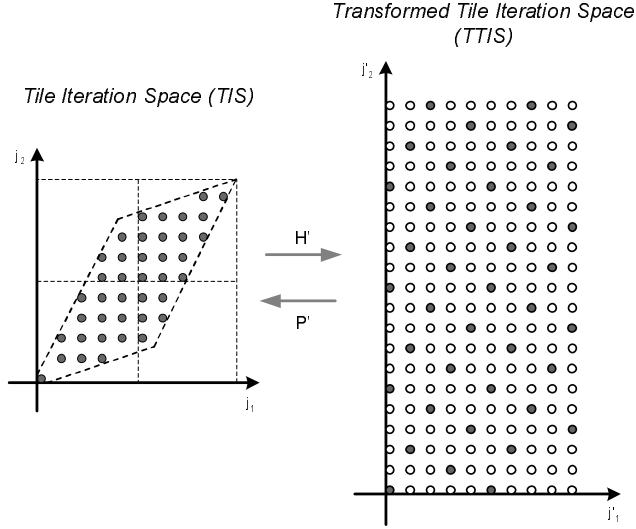 Transformed Tile Iteration Space
(TTIS)
j'2
Tile Iteration Space (TIS)
j2
H'
P'
j1
j'1